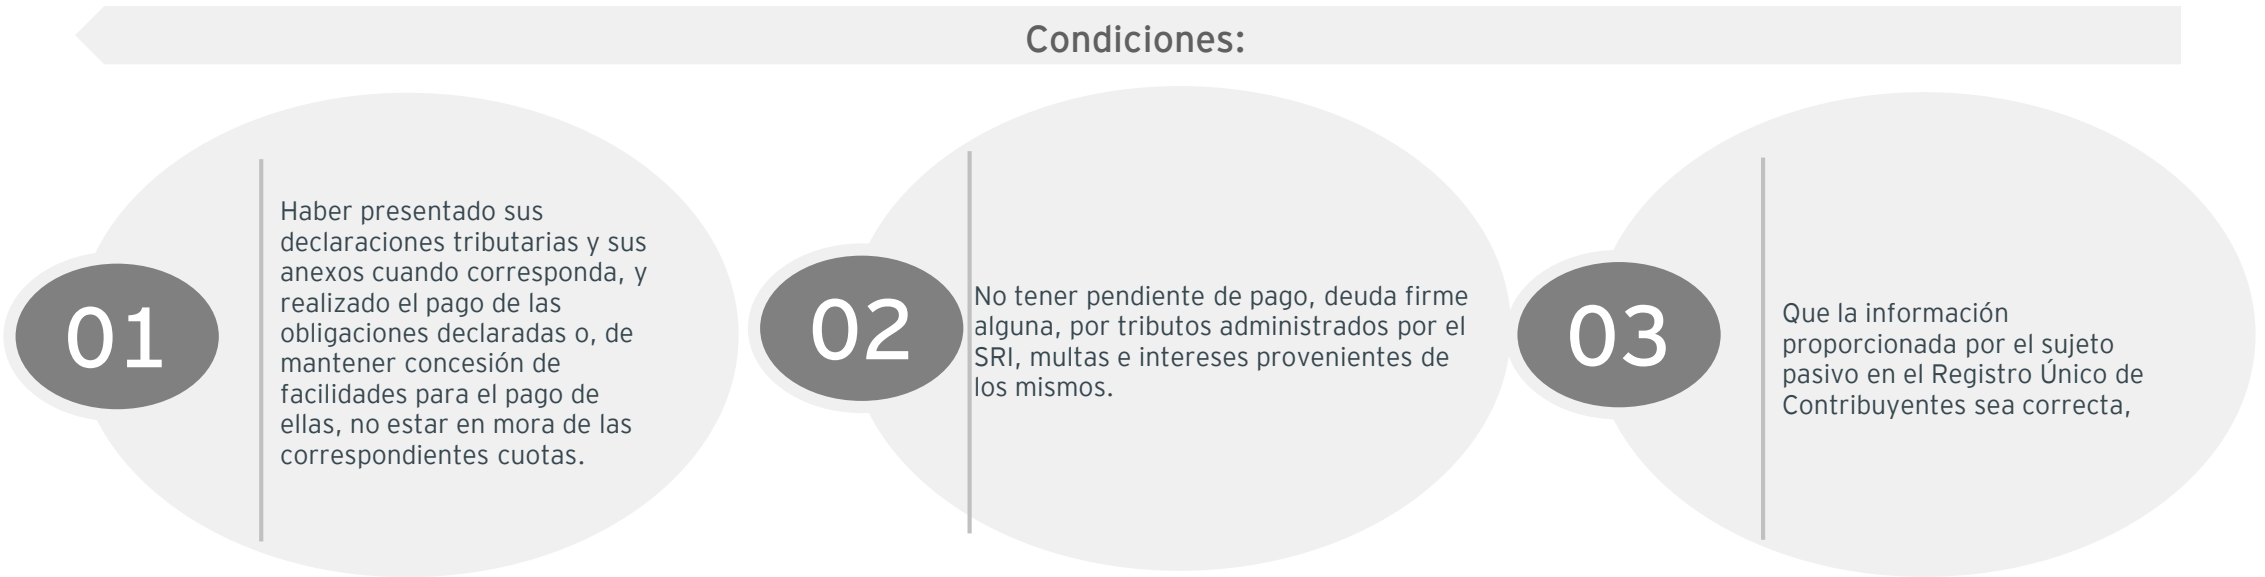 Condiciones:
01
Haber presentado sus
declaraciones tributarias y sus
anexos cuando corresponda, y
realizado el pago de las
obligaciones declaradas o, de
mantener concesión de
facilidades para el pago de
ellas, no estar en mora de las
correspondientes cuotas.
02
No tener pendiente de pago, deuda firme
alguna, por tributos administrados por el
SRI, multas e intereses provenientes de
los mismos.
03
Que la información
proporcionada por el sujeto
pasivo en el Registro Único de
Contribuyentes sea correcta,